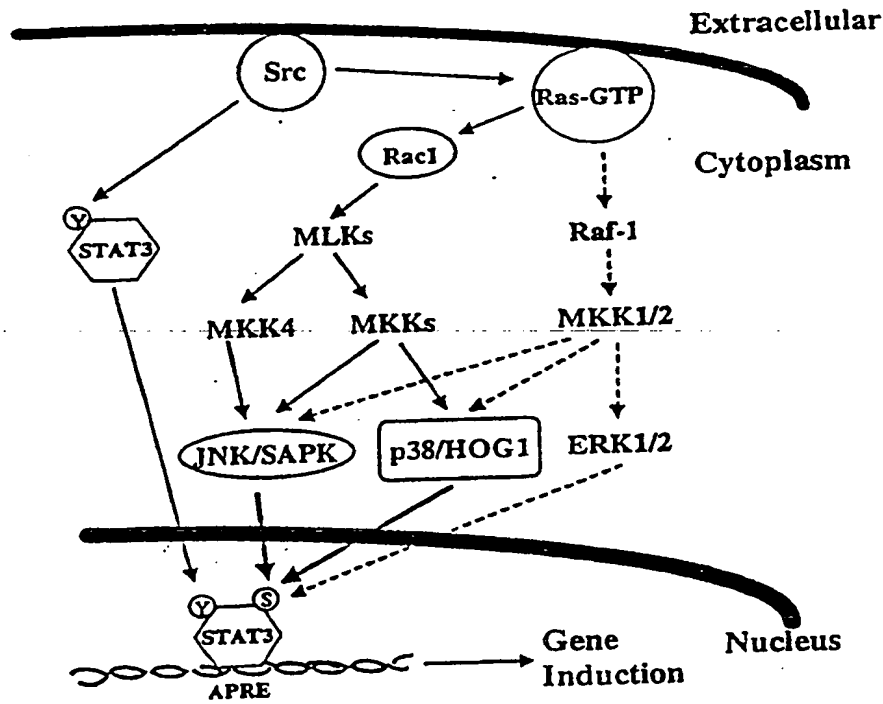 Extracellular
Src
Ras-GTP
Rac1
Cytoplasm
Y
STAT3
MLKs
Raf-1
MKK4
MKKs
MKK1/2
JNK/SAPK
p38/HOG1
ERK1/2
Y
S
STAT3
APRE
Gene
Induction
Nucleus